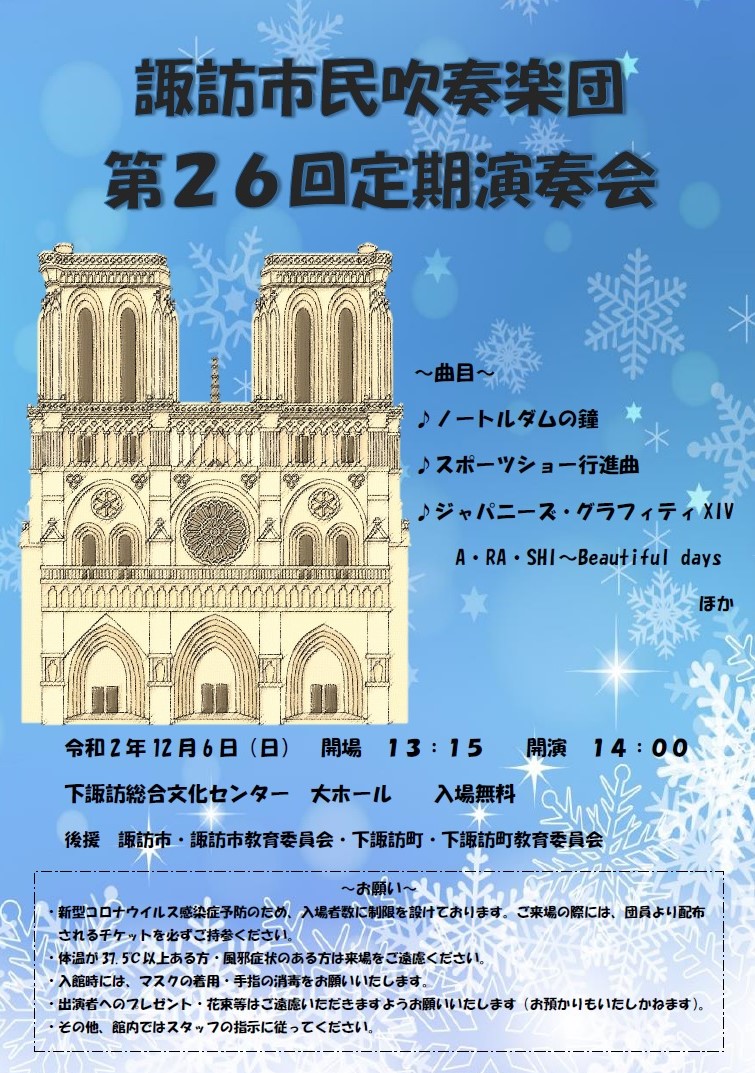 諏訪市民吹奏楽団
第２６回定期演奏会
～曲目～
♪ノートルダムの鐘
♪スポーツショー行進曲
♪ジャパニーズ・グラフィティ XIV
A・RA・SHI～Beautiful days
ほか
令和２年 12月６日（日）　開場　１３：１５　　開演　１４：００
下諏訪総合文化センター　大ホール　　入場無料
後援　諏訪市・諏訪市教育委員会・下諏訪町・下諏訪町教育委員会
～お願い～
・新型コロナウイルス感染症予防のため、入場者数に制限を設けております。ご来場の際には、団員より配布
されるチケットを必ずご持参ください。
・体温が 37.5℃以上ある方・風邪症状のある方は来場をご遠慮ください。
・入館時には、マスクの着用・手指の消毒をお願いいたします。
・出演者へのプレゼント・花束等はご遠慮いただきますようお願いいたします（お預かりもいたしかねます）。
・その他、館内ではスタッフの指示に従ってください。